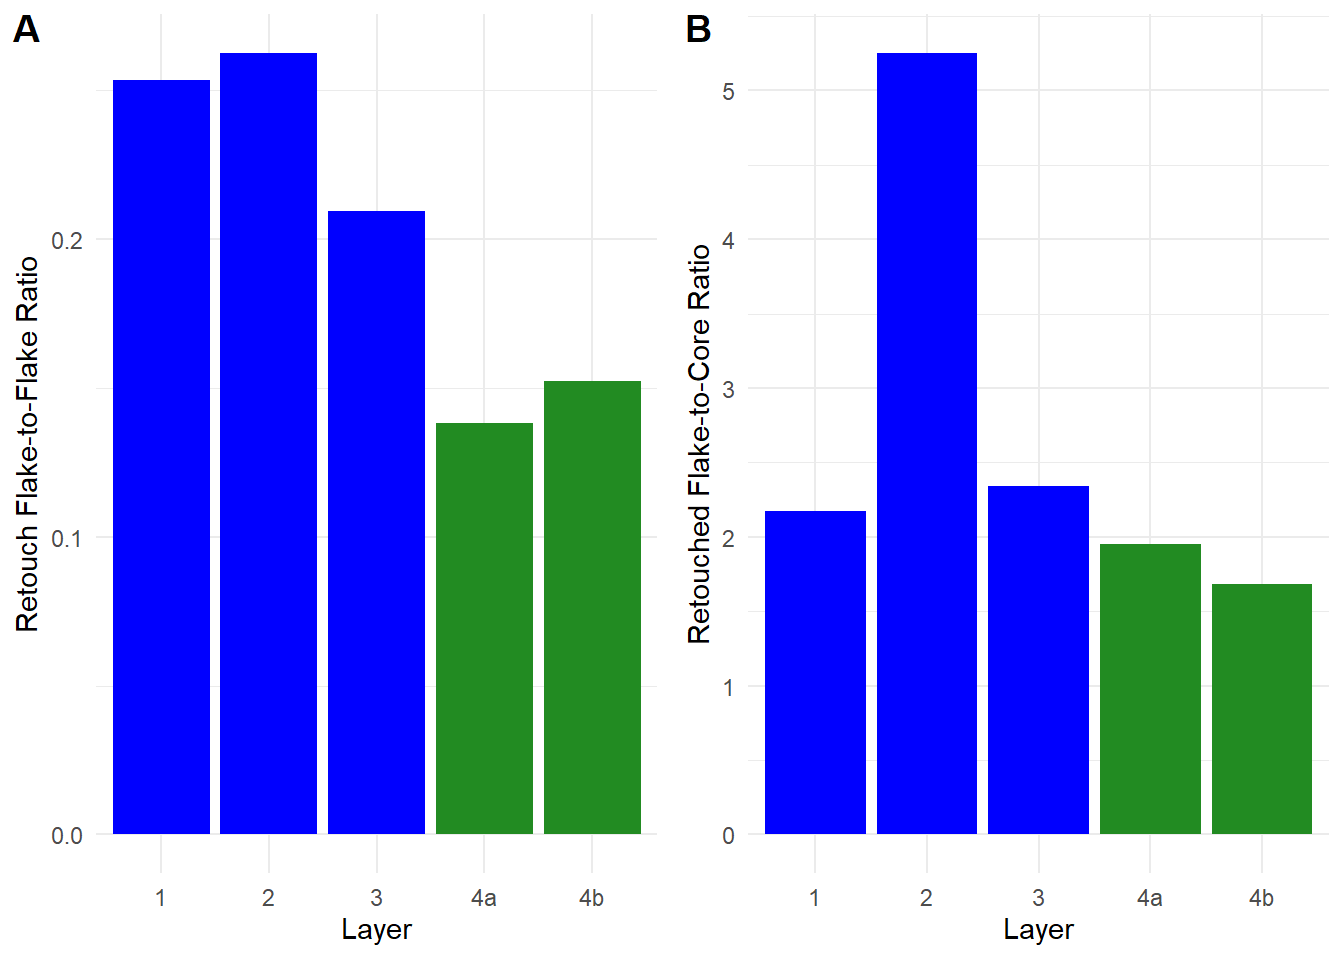 A
Retouch Flake-to-Flake Ratio
0.2
0.1
0.0
1 2 3 4a 4b
Layer
B
Retouched Flake-to-Core Ratio
5
4
3
2
1
0
1 2 3 4a 4b
Layer